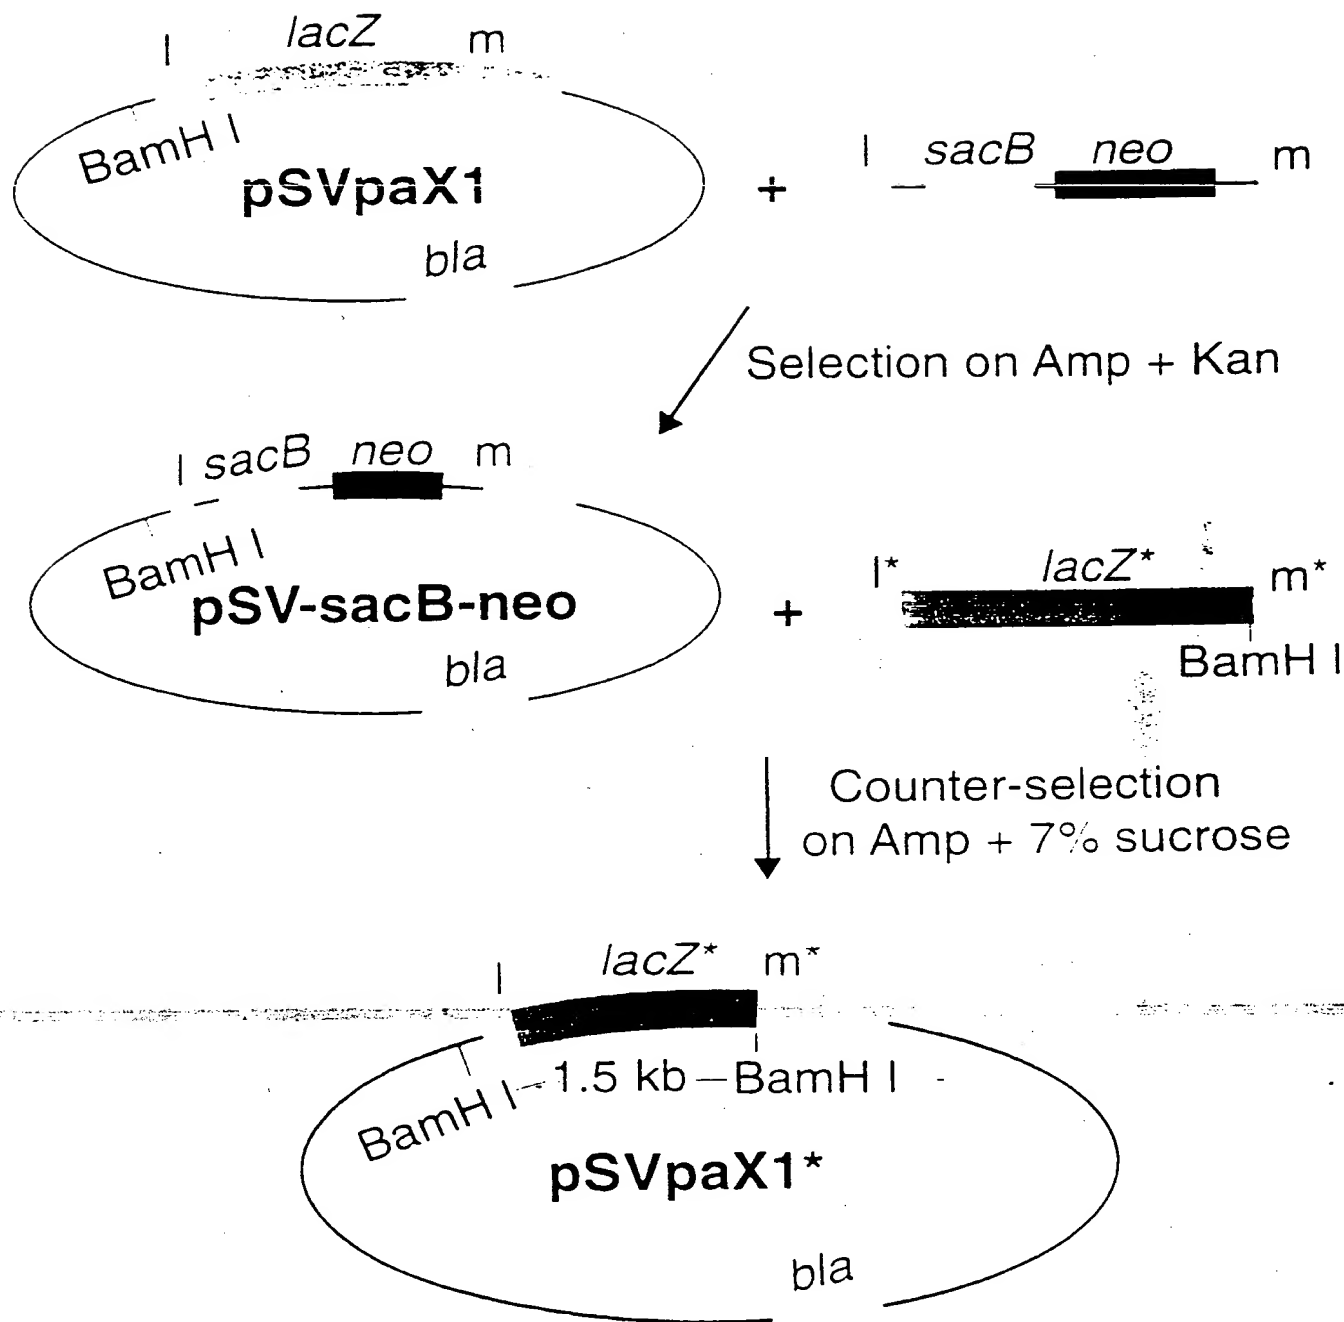 l lacZ m
BamH I
pSVpaX1
bla
+
l sacB neo m
Selection on Amp + Kan
l sacB neo m
BamH I
pSV-sacB-neo
bla
+
l* lacZ* m*
BamH I
Counter-selection
on Amp + 7% sucrose
l lacZ* m*
BamH I – 1.5 kb – BamH I
pSVpaX1*
bla